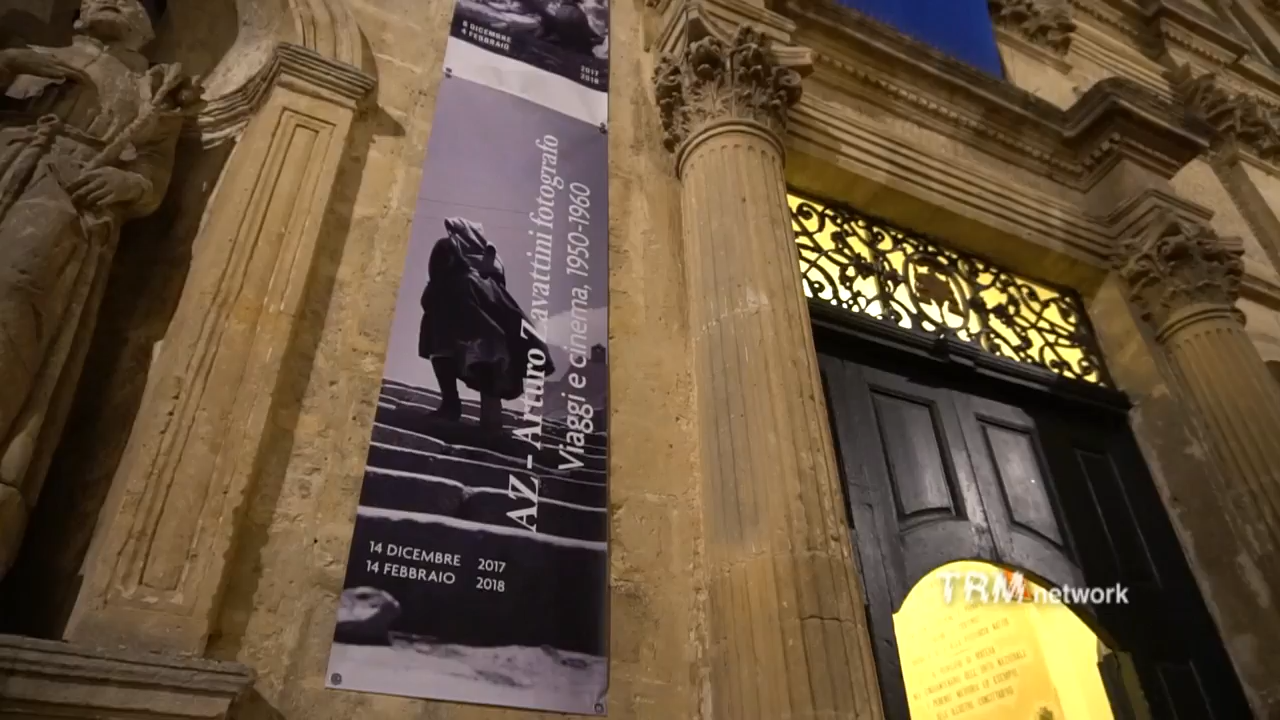 6 DICEMBRE
4 FEBBRAIO
2017
2018
AZ - Arturo Zavattini fotografo
Viaggi e cinema, 1950-1960
14 DICEMBRE 2017
14 FEBBRAIO 2018
TRM network